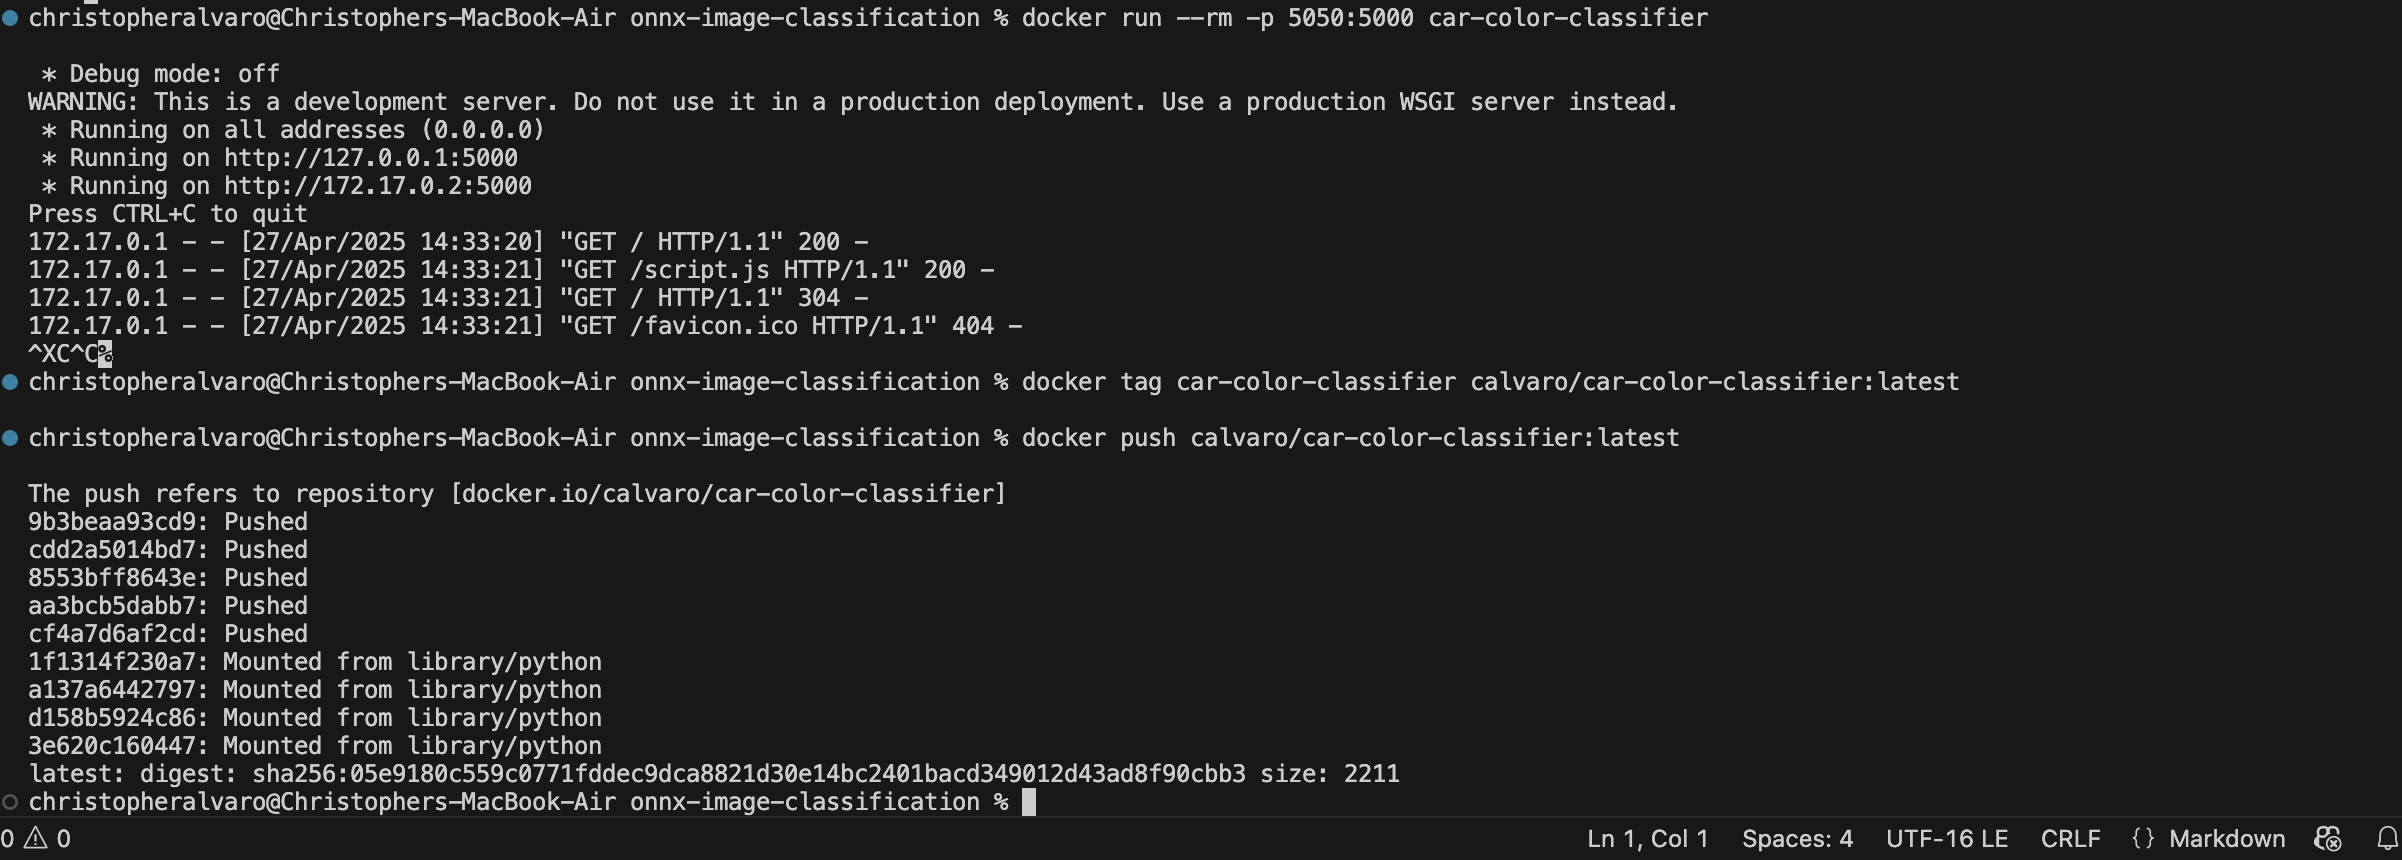 christopheralvaro@Christophers-MacBook-Air onnx-image-classification % docker run --rm -p 5050:5000 car-color-classifier
* Debug mode: off
WARNING: This is a development server. Do not use it in a production deployment. Use a production WSGI server instead.
* Running on all addresses (0.0.0.0)
* Running on http://127.0.0.1:5000
* Running on http://172.17.0.2:5000
Press CTRL+C to quit
172.17.0.1 - - [27/Apr/2025 14:33:20] "GET / HTTP/1.1" 200 -
172.17.0.1 - - [27/Apr/2025 14:33:21] "GET /script.js HTTP/1.1" 200 -
172.17.0.1 - - [27/Apr/2025 14:33:21] "GET / HTTP/1.1" 304 -
172.17.0.1 - - [27/Apr/2025 14:33:21] "GET /favicon.ico HTTP/1.1" 404 -
^XC^C%
christopheralvaro@Christophers-MacBook-Air onnx-image-classification % docker tag car-color-classifier calvaro/car-color-classifier:latest
christopheralvaro@Christophers-MacBook-Air onnx-image-classification % docker push calvaro/car-color-classifier:latest
The push refers to repository [docker.io/calvaro/car-color-classifier]
9b3beaa93cd9: Pushed
cdd2a5014bd7: Pushed
8553bff8643e: Pushed
aa3bcb5dabb7: Pushed
cf4a7d6af2cd: Pushed
1f1314f230a7: Mounted from library/python
a137a6442797: Mounted from library/python
d158b5924c86: Mounted from library/python
3e620c160447: Mounted from library/python
latest: digest: sha256:05e9180c559c0771fddec9dca8821d30e14bc2401bacd349012d43ad8f90cbb3 size: 2211
christopheralvaro@Christophers-MacBook-Air onnx-image-classification %
0 0 Ln 1, Col 1 Spaces: 4 UTF-16 LE CRLF {} Markdown